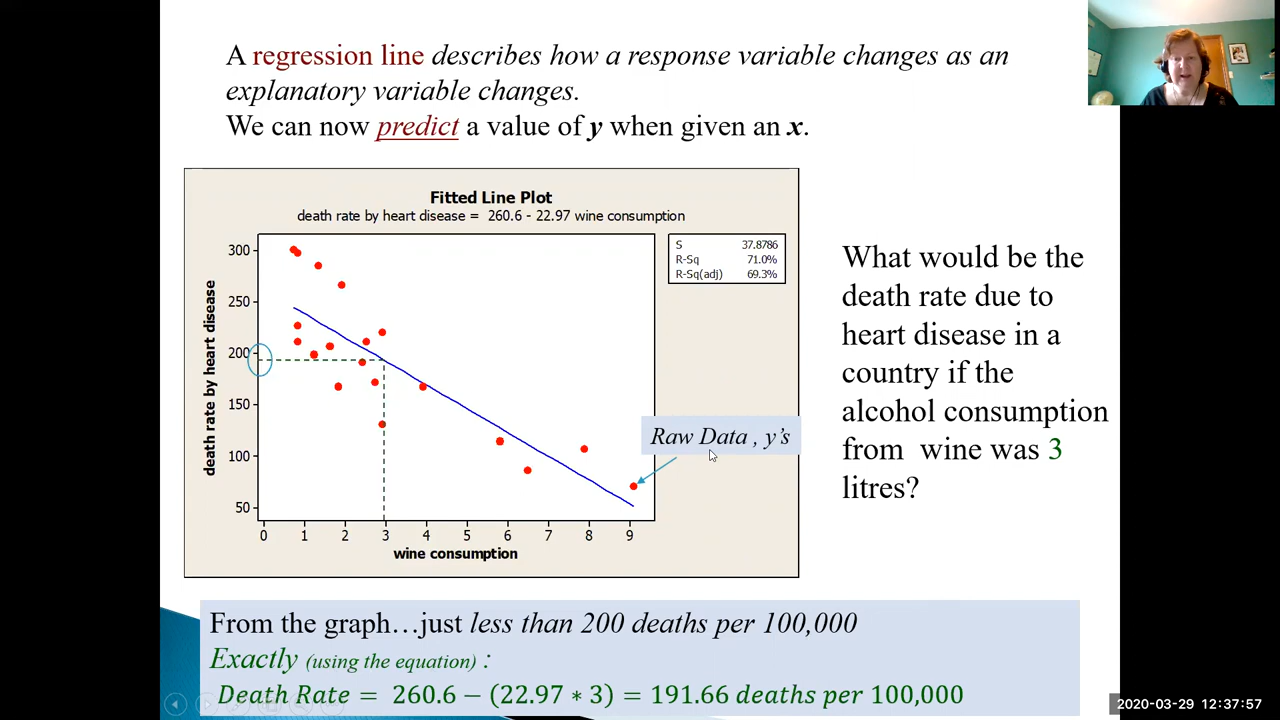 A regression line describes how a response variable changes as an
explanatory variable changes.
We can now predict a value of y when given an x.
Fitted Line Plot
death rate by heart disease = 260.6 - 22.97 wine consumption
S 37.8786
R-Sq 71.0%
R-Sq(adj) 69.3%
death rate by heart disease
300
250
200
150
100
50
0 1 2 3 4 5 6 7 8 9
wine consumption
Raw Data , y's
What would be the
death rate due to
heart disease in a
country if the
alcohol consumption
from wine was 3
litres?
From the graph…just less than 200 deaths per 100,000
Exactly (using the equation) :
Death Rate = 260.6 − (22.97 * 3) = 191.66 deaths per 100,000
2020-03-29 12:37:57